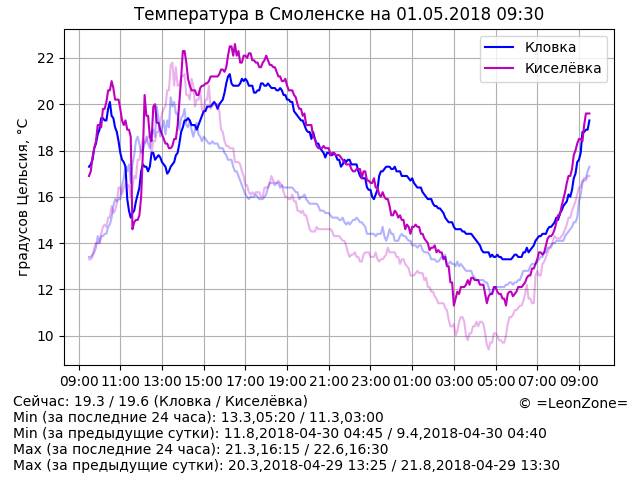 Температура в Смоленске на 01.05.2018 09:30
Кловка
Киселёвка
градусов Цельсия, °C
22
20
18
16
14
12
10
09:00 11:00 13:00 15:00 17:00 19:00 21:00 23:00 01:00 03:00 05:00 07:00 09:00
Сейчас: 19.3 / 19.6 (Кловка / Киселёвка)
© =LeonZone=
Min (за последние 24 часа): 13.3,05:20 / 11.3,03:00
Min (за предыдущие сутки): 11.8,2018-04-30 04:45 / 9.4,2018-04-30 04:40
Max (за последние 24 часа): 21.3,16:15 / 22.6,16:30
Max (за предыдущие сутки): 20.3,2018-04-29 13:25 / 21.8,2018-04-29 13:30